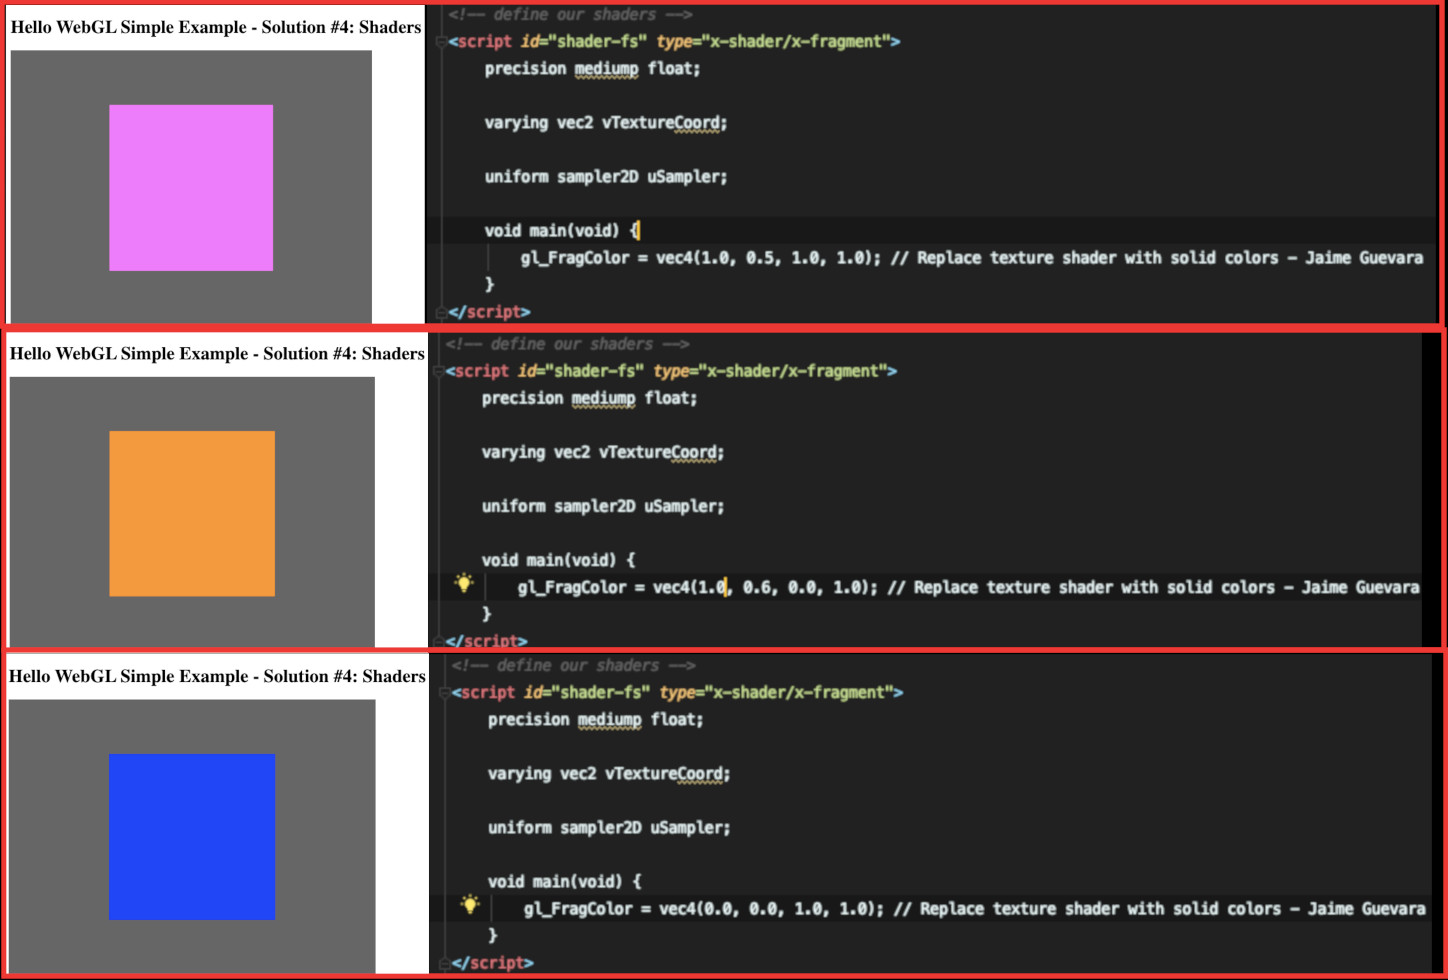 Hello WebGL Simple Example - Solution #4: Shaders
<!-- define our shaders -->
<script id="shader-fs" type="x-shader/x-fragment">
precision mediump float;
varying vec2 vTextureCoord;
uniform sampler2D uSampler;
void main(void) {
gl_FragColor = vec4(1.0, 0.5, 1.0, 1.0); // Replace texture shader with solid colors - Jaime Guevara
}
</script>
Hello WebGL Simple Example - Solution #4: Shaders
<!-- define our shaders -->
<script id="shader-fs" type="x-shader/x-fragment">
precision mediump float;
varying vec2 vTextureCoord;
uniform sampler2D uSampler;
void main(void) {
gl_FragColor = vec4(1.0, 0.6, 0.0, 1.0); // Replace texture shader with solid colors - Jaime Guevara
}
</script>
Hello WebGL Simple Example - Solution #4: Shaders
<!-- define our shaders -->
<script id="shader-fs" type="x-shader/x-fragment">
precision mediump float;
varying vec2 vTextureCoord;
uniform sampler2D uSampler;
void main(void) {
gl_FragColor = vec4(0.0, 0.0, 1.0, 1.0); // Replace texture shader with solid colors - Jaime Guevara
}
</script>